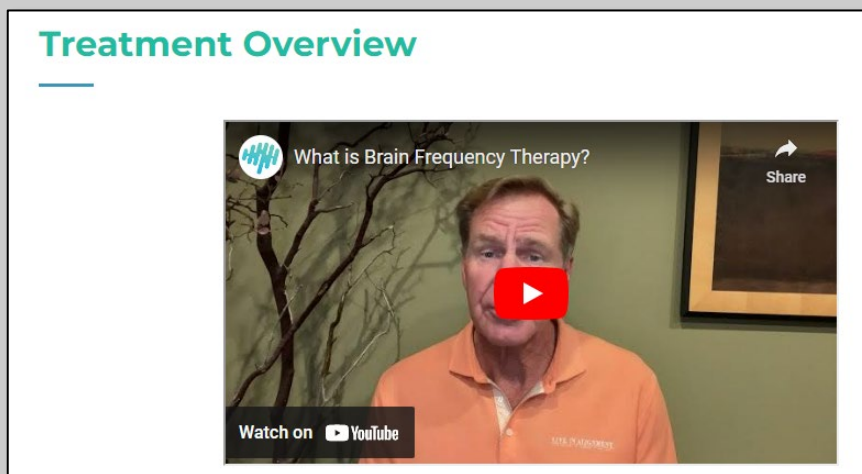 Treatment Overview
What is Brain Frequency Therapy?
Share
Watch on YouTube